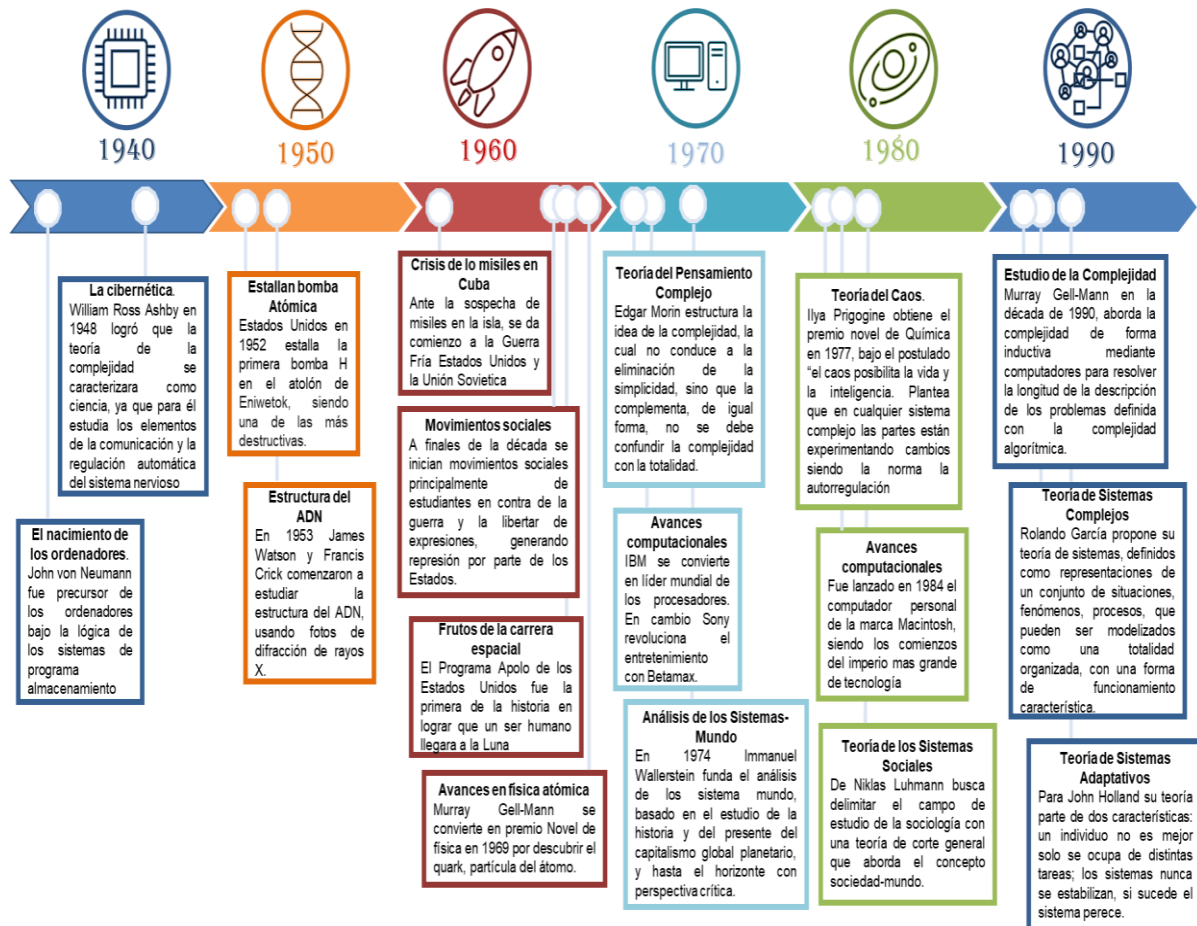 1940
1950
1960
1970
1980
1990
La cibernética.
William Ross Ashby en
1948 logró que la
teoría de la
complejidad se
caracterizara como
ciencia, ya que para él
estudia los elementos
de la comunicación y la
regulación automática
del sistema nervioso
El nacimiento de
los ordenadores.
John von Neumann
fue precursor de
los ordenadores
bajo la lógica de
los sistemas de
programa
almacenamiento
Estallan bomba
Atómica
Estados Unidos en
1952 estalla la
primera bomba H
en el atolón de
Eniwetok, siendo
una de las más
destructivas.
Estructura del
ADN
En 1953 James
Watson y Francis
Crick comenzaron a
estudiar la
estructura del ADN,
usando fotos de
difracción de rayos
X.
Crisis de lo misiles en
Cuba
Ante la sospecha de
misiles en la isla, se da
comienzo a la Guerra
Fría Estados Unidos y
la Unión Sovietica
Movimientos sociales
A finales de la década se
inician movimientos sociales
principalmente de
estudiantes en contra de la
guerra y la libertar de
expresiones, generando
represión por parte de los
Estados.
Frutos de la carrera
espacial
El Programa Apolo de los
Estados Unidos fue la
primera de la historia en
lograr que un ser humano
llegara a la Luna
Avances en física atómica
Murray Gell-Mann se
convierte en premio Novel de
física en 1969 por descubrir el
quark, partícula del átomo.
Teoría del Pensamiento
Complejo
Edgar Morin estructura la
idea de la complejidad, la
cual no conduce a la
eliminación de la
simplicidad, sino que la
complementa, de igual
forma, no se debe
confundir la complejidad
con la totalidad.
Avances
computacionales
IBM se convierte
en líder mundial de
los procesadores.
En cambio Sony
revoluciona el
entretenimiento
con Betamax.
Análisis de los Sistemas-
Mundo
En 1974 Immanuel
Wallerstein funda el análisis
de los sistema mundo,
basado en el estudio de la
historia y del presente del
capitalismo global planetario,
y hasta el horizonte con
perspectiva crítica.
Teoría del Caos.
Ilya Prigogine obtiene el
premio novel de Química
en 1977, bajo el postulado
"el caos posibilita la vida y
la inteligencia. Plantea
que en cualquier sistema
complejo las partes están
experimentando cambios
siendo la norma la
autorregulación
Avances
computacionales
Fue lanzado en 1984 el
computador personal
de la marca Macintosh,
siendo los comienzos
del imperio mas grande
de tecnología
Teoría de los Sistemas
Sociales
De Niklas Luhmann busca
delimitar el campo de
estudio de la sociología con
una teoría de corte general
que aborda el concepto
sociedad-mundo.
Estudio de la Complejidad
Murray Gell-Mann en la
década de 1990, aborda la
complejidad de forma
inductiva mediante
computadores para resolver
la longitud de la descripción
de los problemas definida
con la complejidad
algorítmica.
Teoría de Sistemas
Complejos
Rolando García propone su
teoría de sistemas, definidos
como representaciones de
un conjunto de situaciones,
fenómenos, procesos, que
pueden ser modelizados
como una totalidad
organizada, con una forma
de funcionamiento
característica.
Teoría de Sistemas
Adaptativos
Para John Holland su teoría
parte de dos características:
un individuo no es mejor
solo se ocupa de distintas
tareas; los sistemas nunca
se estabilizan, si sucede el
sistema perece.